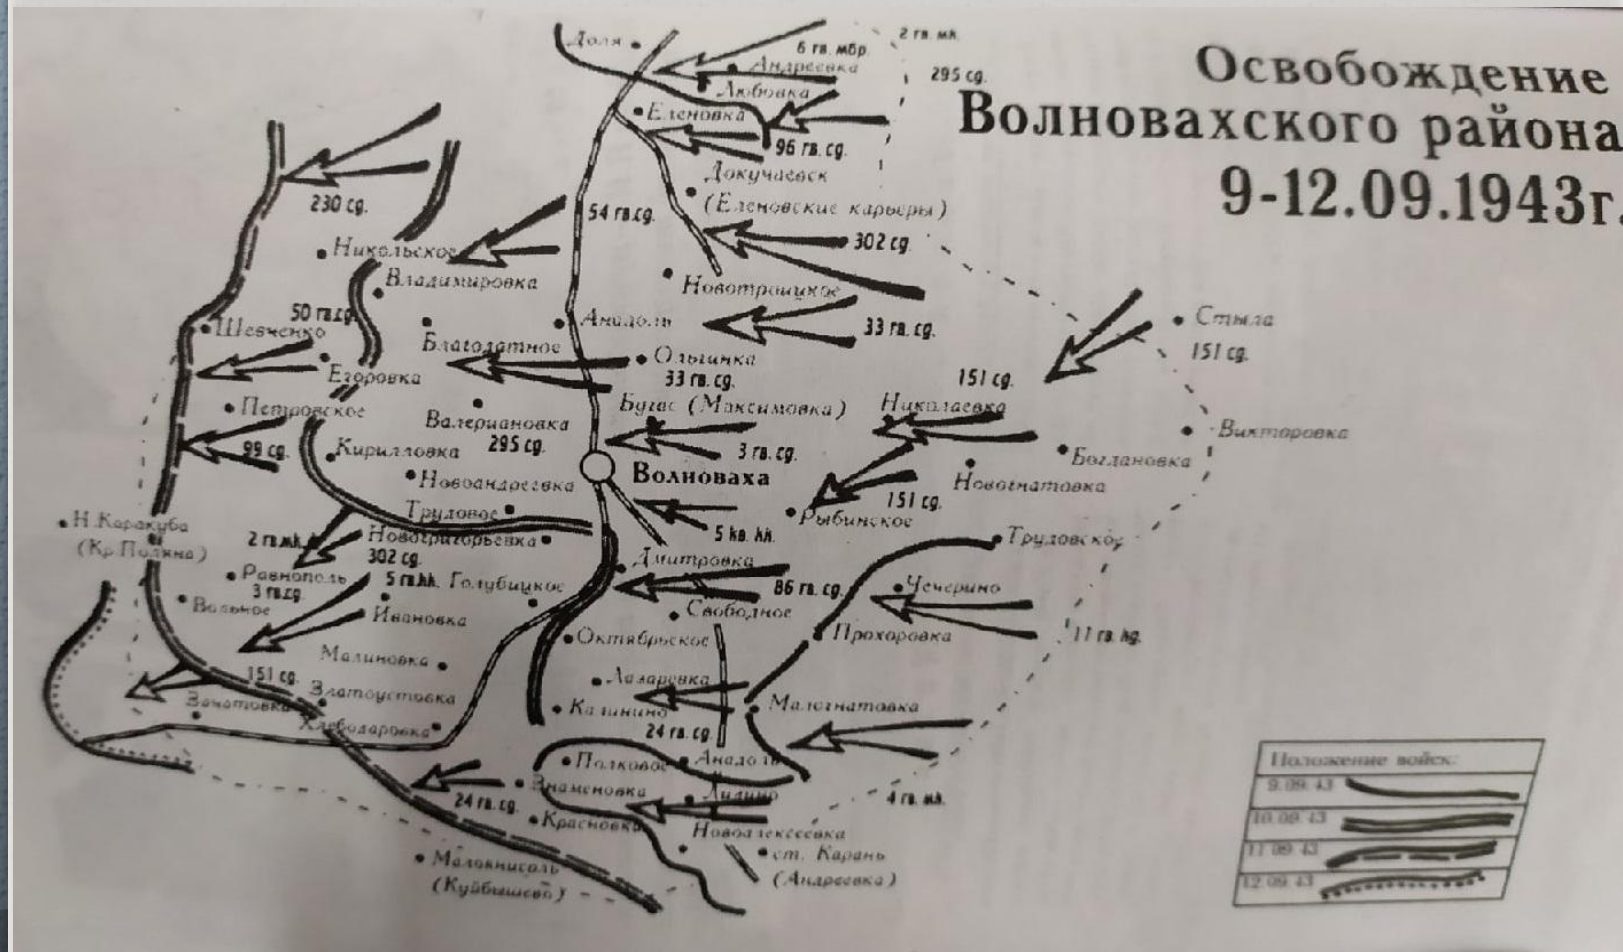 Освобождение
Волновахского района
9-12.09.1943г.
Доля
6 гв. мбр.
2 гв. мк.
Андреевка
295 сд.
Любовка
Еленовка
96 гв. сд.
Докучаевск
(Еленовские карьеры)
230 сд.
54 гв.сд.
302 сд.
Никольское
Владимировка
Новотроицкое
50 гв.сд.
Шевченко
Благодатное
Анадоль
33 гв. сд.
Стыла
151 сд.
Егоровка
Ольгинка
33 гв. сд.
151 сд.
Петровское
Валериановка
295 сд.
Бугас (Максимовка)
Николаевка
Викторовка
99 сд.
Кирилловка
3 гв. сд.
Богдановка
Новоандреевка
Волноваха
151 сд.
Новогнатовка
Трудовое
Рыбинское
Н.Каракуба
(Кр.Поляна)
2 гв.мк.
Новогригорьевка
302 сд.
5 кв. кк.
Дмитровка
Трудовское
Равнополь
3 гв.сд.
5 гв.кк.
Голубицкое
86 гв. сд.
Чечерино
Вольное
Ивановка
Свободное
Октябрьское
Прохоровка
11 гв. кд.
Малиновка
151 сд.
Златоустовка
Лазаревка
Зачатовка
Калинино
Малогнатовка
Хлебодаровка
24 гв. сд.
Полковое
Анадоль
Знаменовка
24 гв. сд.
4 гв. мк.
Красновка
Новоалексеевка
Малоянисоль
(Куйбышево)
ст. Карань
(Андреевка)
Положение войск:
9.09.43
10.09.43
11.09.43
12.09.43